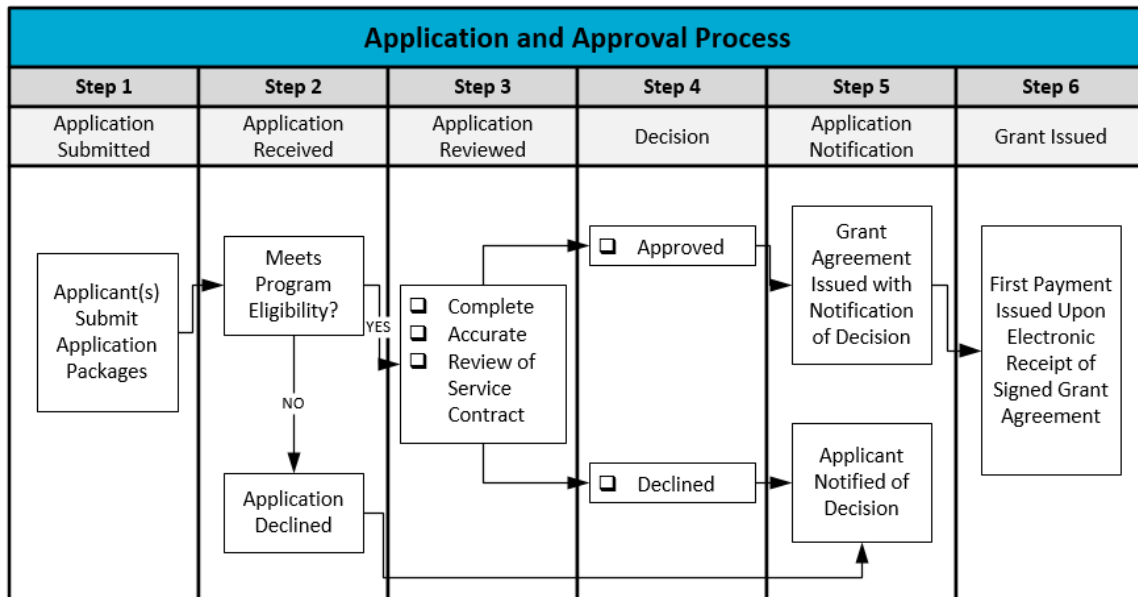 Application and Approval Process
Step 1
Step 2
Step 3
Step 4
Step 5
Step 6
Application
Submitted
Application
Received
Application
Reviewed
Decision
Application
Notification
Grant Issued
Applicant(s)
Submit
Application
Packages
Meets
Program
Eligibility?
YES
NO
Application
Declined
Complete
Accurate
Review of
Service
Contract
Approved
Declined
Grant
Agreement
Issued with
Notification
of Decision
Applicant
Notified of
Decision
First Payment
Issued Upon
Electronic
Receipt of
Signed Grant
Agreement